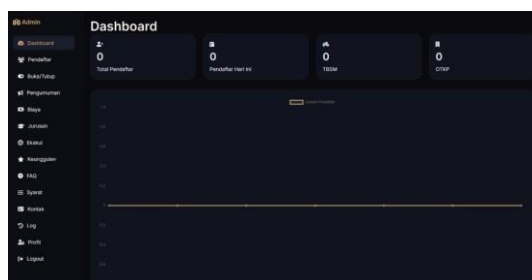 Admin
Dashboard
Pendaftar
Buka/Tutup
Pengumuman
Biaya
Jurusan
Ekskul
Keunggulan
FAQ
Syarat
Kontak
Log
Profil
Logout
Dashboard
0
Total Pendaftar
0
Pendaftar Hari Ini
0
TBSM
0
OTKP
0